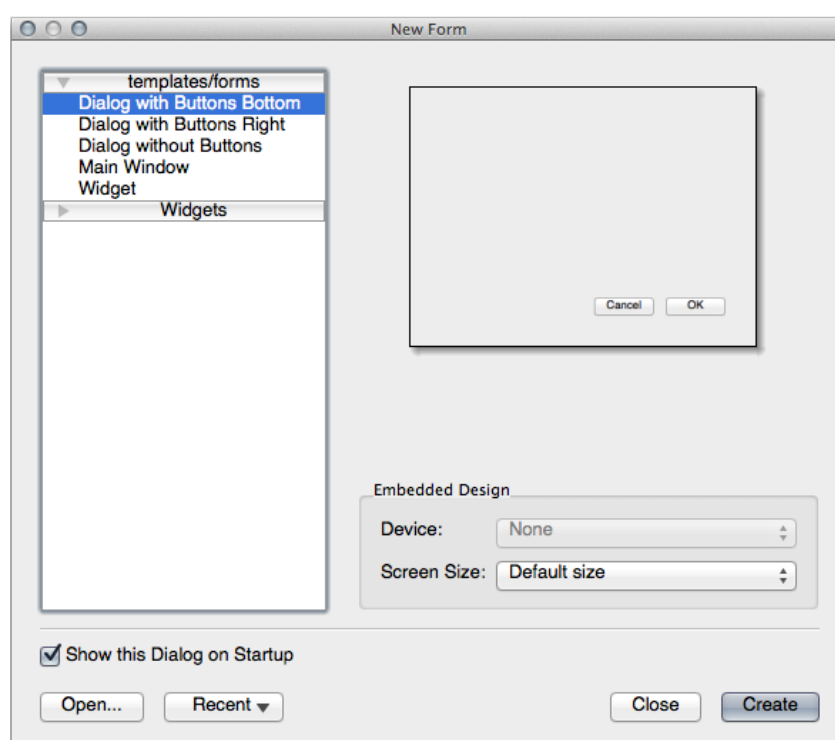 New Form
templates/forms
Dialog with Buttons Bottom
Dialog with Buttons Right
Dialog without Buttons
Main Window
Widget
Widgets
Cancel OK
Embedded Design
Device: None
Screen Size: Default size
Show this Dialog on Startup
Open... Recent Close Create